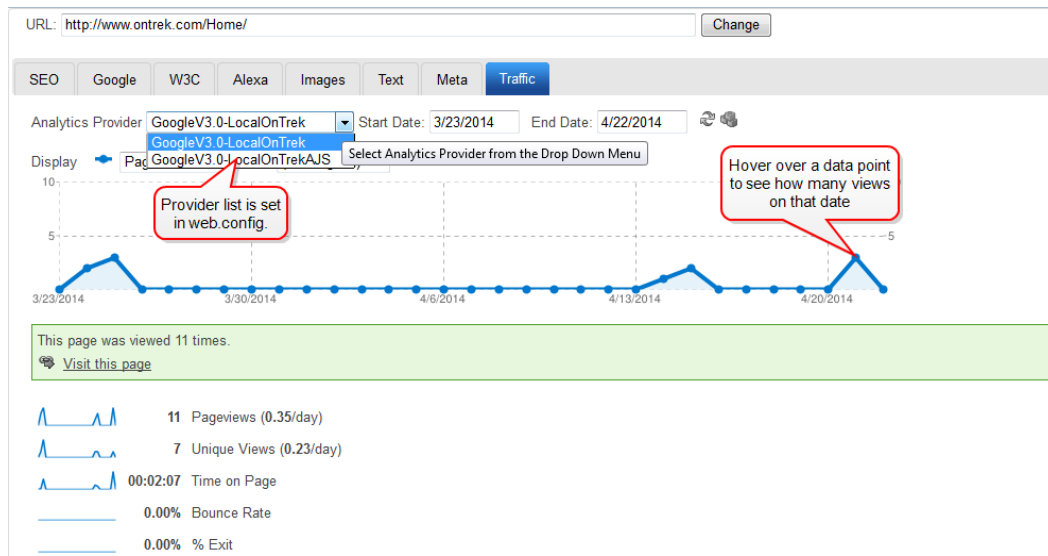 URL: http://www.ontrek.com/Home/ Change
SEO Google W3C Alexa Images Text Meta Traffic
Analytics Provider GoogleV3.0-LocalOnTrek Start Date: 3/23/2014 End Date: 4/22/2014
GoogleV3.0-LocalOnTrek
Display GoogleV3.0-LocalOnTrekAJS
Select Analytics Provider from the Drop Down Menu
Provider list is set
in web.config.
Hover over a data point
to see how many views
on that date
10
5 5
3/23/2014 3/30/2014 4/6/2014 4/13/2014 4/20/2014
This page was viewed 11 times.
Visit this page
11 Pageviews (0.35/day)
7 Unique Views (0.23/day)
00:02:07 Time on Page
0.00% Bounce Rate
0.00% % Exit